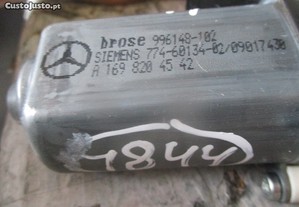 CustoJusto.pt
brose 996148-102
SIEMENS 774-60134-02/09017430
A 169 820 45 42
1844